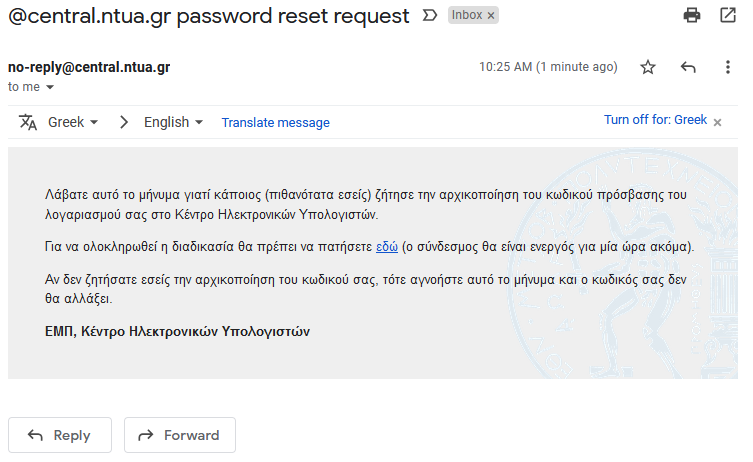 @central.ntua.gr password reset request Inbox ×
no-reply@central.ntua.gr 10:25 AM (1 minute ago)
to me
Greek English Translate message Turn off for: Greek ×
Λάβατε αυτό το μήνυμα γιατί κάποιος (πιθανότατα εσείς) ζήτησε την αρχικοποίηση του κωδικού πρόσβασης του
λογαριασμού σας στο Κέντρο Ηλεκτρονικών Υπολογιστών.
Για να ολοκληρωθεί η διαδικασία θα πρέπει να πατήσετε εδώ (ο σύνδεσμος θα είναι ενεργός για μία ώρα ακόμα).
Αν δεν ζητήσατε εσείς την αρχικοποίηση του κωδικού σας, τότε αγνοήστε αυτό το μήνυμα και ο κωδικός σας δεν
θα αλλάξει.
ΕΜΠ, Κέντρο Ηλεκτρονικών Υπολογιστών
Reply Forward